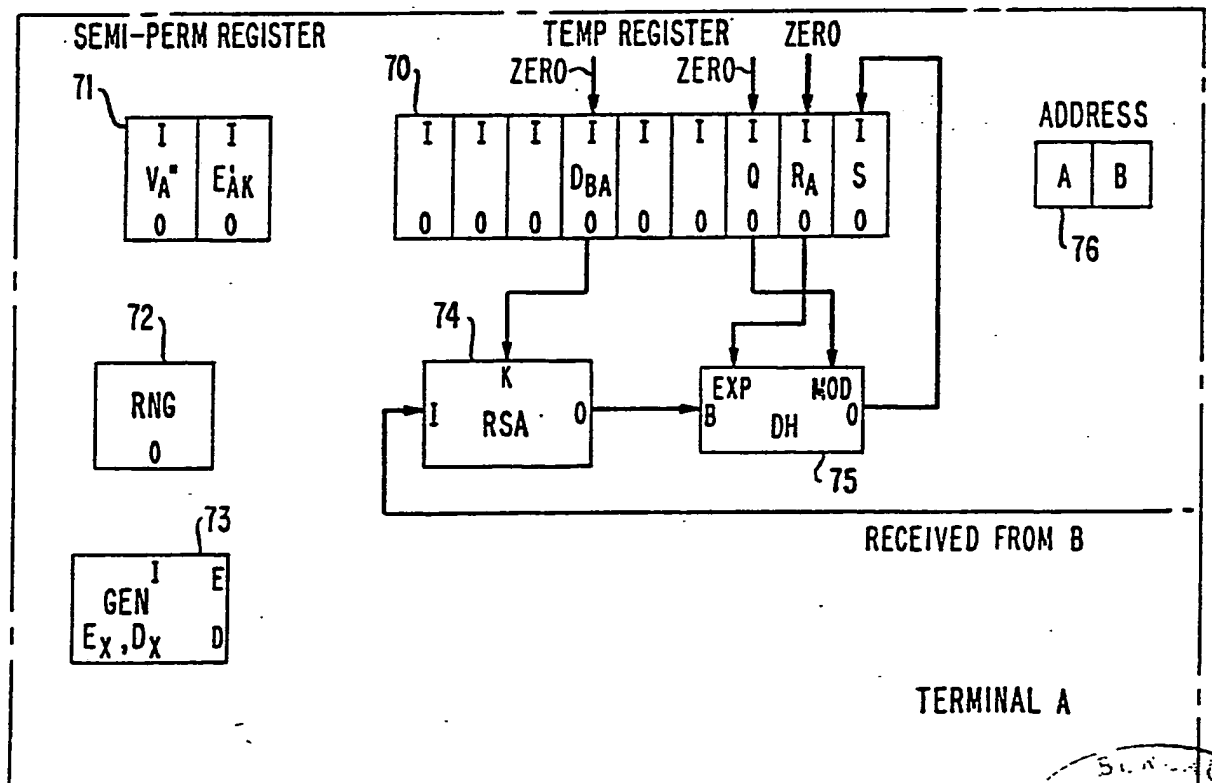 SEMI-PERM REGISTER
TEMP REGISTER
ZERO
ZERO
ZERO
70
71
I I
V_A" E'_AK
0 0
I I I I I I I I I
D_BA Q R_A S
0 0 0 0 0 0 0 0 0
ADDRESS
A B
76
72
RNG
0
74
K
I RSA 0
EXP MOD
B DH 0
75
73
I E
GEN
E_X, D_X D
RECEIVED FROM B
TERMINAL A